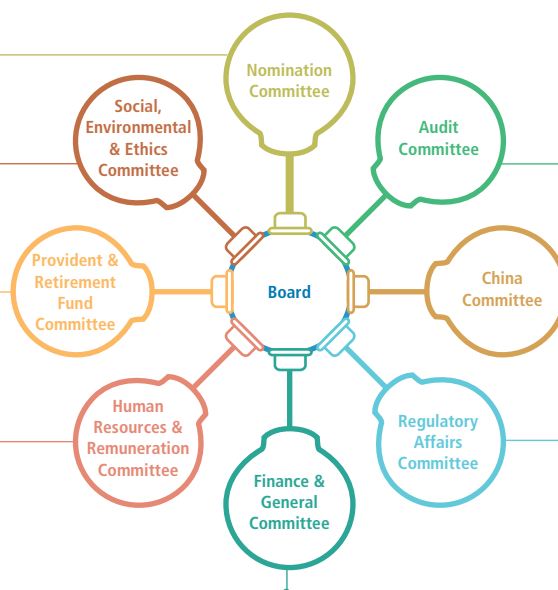 Nomination
Committee
Social,
Environmental
& Ethics
Committee
Audit
Committee
Provident &
Retirement
Fund
Committee
Board
China
Committee
Human
Resources &
Remuneration
Committee
Regulatory
Affairs
Committee
Finance &
General
Committee